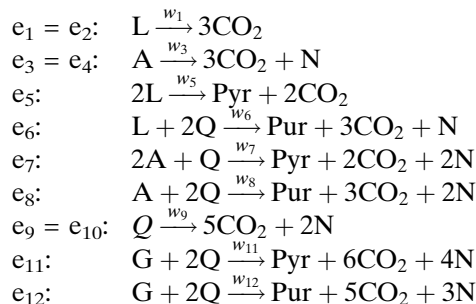 e₁ = e₂: L —w₁→ 3CO₂
e₃ = e₄: A —w₃→ 3CO₂ + N
e₅: 2L —w₅→ Pyr + 2CO₂
e₆: L + 2Q —w₆→ Pur + 3CO₂ + N
e₇: 2A + Q —w₇→ Pyr + 2CO₂ + 2N
e₈: A + 2Q —w₈→ Pur + 3CO₂ + 2N
e₉ = e₁₀: Q —w₉→ 5CO₂ + 2N
e₁₁: G + 2Q —w₁₁→ Pyr + 6CO₂ + 4N
e₁₂: G + 2Q —w₁₂→ Pur + 5CO₂ + 3N